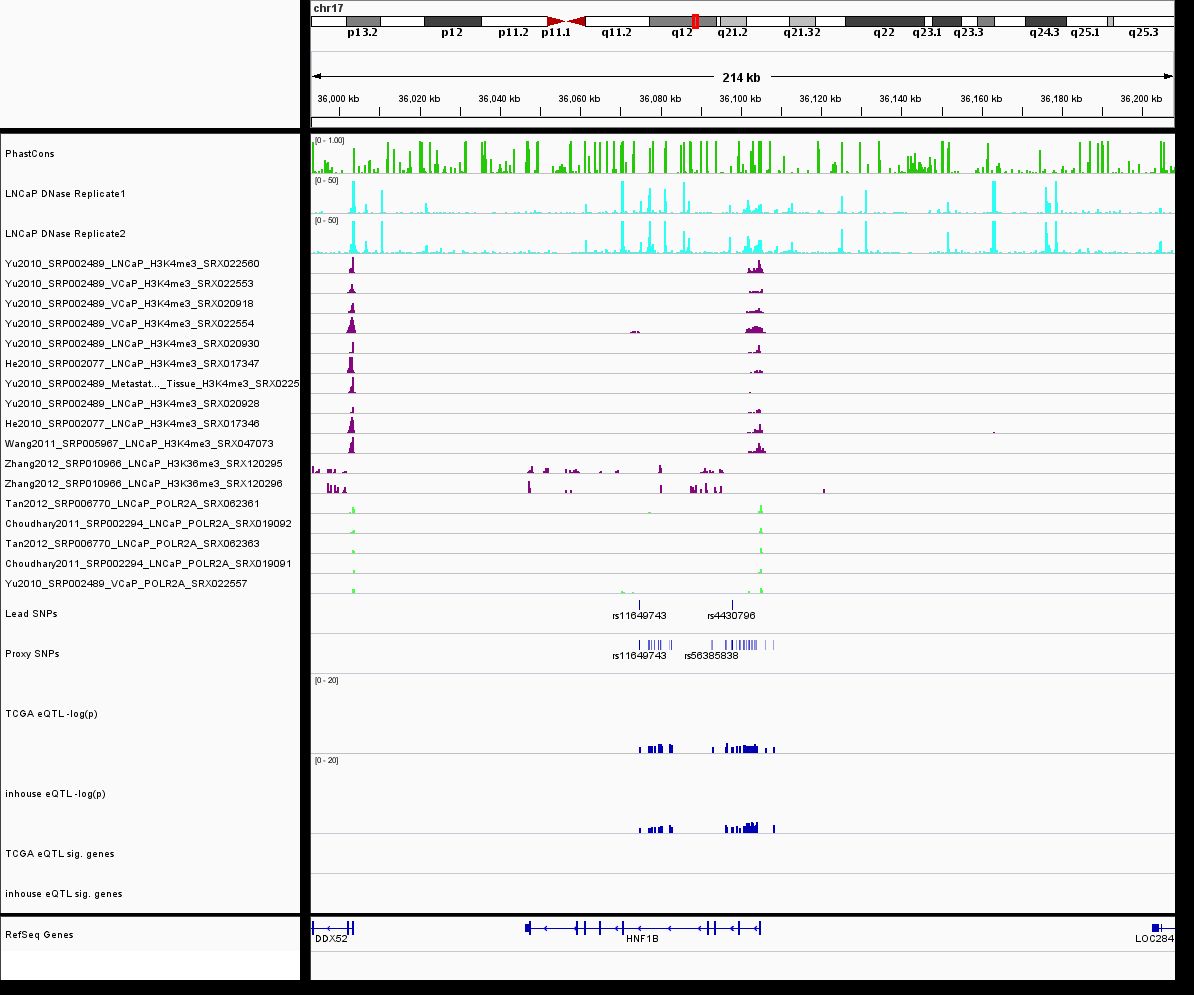 chr17
p13.2 p12 p11.2 p11.1 q11.2 q12 q21.2 q21.32 q22 q23.1 q23.3 q24.3 q25.1 q25.3
214 kb
36,000 kb 36,020 kb 36,040 kb 36,060 kb 36,080 kb 36,100 kb 36,120 kb 36,140 kb 36,160 kb 36,180 kb 36,200 kb
[0 - 1.00]
PhastCons
[0 - 50]
LNCaP DNase Replicate1
[0 - 50]
LNCaP DNase Replicate2
Yu2010_SRP002489_LNCaP_H3K4me3_SRX022560
Yu2010_SRP002489_VCaP_H3K4me3_SRX022553
Yu2010_SRP002489_VCaP_H3K4me3_SRX020918
Yu2010_SRP002489_VCaP_H3K4me3_SRX022554
Yu2010_SRP002489_LNCaP_H3K4me3_SRX020930
He2010_SRP002077_LNCaP_H3K4me3_SRX017347
Yu2010_SRP002489_Metastat..._Tissue_H3K4me3_SRX0225
Yu2010_SRP002489_LNCaP_H3K4me3_SRX020928
He2010_SRP002077_LNCaP_H3K4me3_SRX017346
Wang2011_SRP005967_LNCaP_H3K4me3_SRX047073
Zhang2012_SRP010966_LNCaP_H3K36me3_SRX120295
Zhang2012_SRP010966_LNCaP_H3K36me3_SRX120296
Tan2012_SRP006770_LNCaP_POLR2A_SRX062361
Choudhary2011_SRP002294_LNCaP_POLR2A_SRX019092
Tan2012_SRP006770_LNCaP_POLR2A_SRX062363
Choudhary2011_SRP002294_LNCaP_POLR2A_SRX019091
Yu2010_SRP002489_VCaP_POLR2A_SRX022557
Lead SNPs
rs11649743 rs4430796
Proxy SNPs
rs11649743 rs56385838
[0 - 20]
TCGA eQTL -log(p)
[0 - 20]
inhouse eQTL -log(p)
TCGA eQTL sig. genes
inhouse eQTL sig. genes
RefSeq Genes
DDX52 HNF1B LOC284